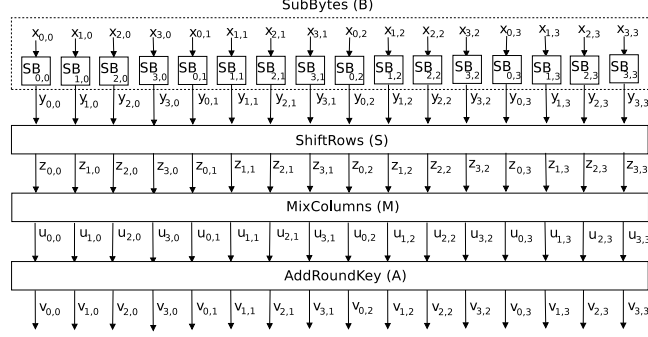 SubBytes (B)
x0,0 x1,0 x2,0 x3,0 x0,1 x1,1 x2,1 x3,1 x0,2 x1,2 x2,2 x3,2 x0,3 x1,3 x2,3 x3,3
SB0,0 SB1,0 SB2,0 SB3,0 SB0,1 SB1,1 SB2,1 SB3,1 SB0,2 SB1,2 SB2,2 SB3,2 SB0,3 SB1,3 SB2,3 SB3,3
y0,0 y1,0 y2,0 y3,0 y0,1 y1,1 y2,1 y3,1 y0,2 y1,2 y2,2 y3,2 y0,3 y1,3 y2,3 y3,3
ShiftRows (S)
z0,0 z1,0 z2,0 z3,0 z0,1 z1,1 z2,1 z3,1 z0,2 z1,2 z2,2 z3,2 z0,3 z1,3 z2,3 z3,3
MixColumns (M)
u0,0 u1,0 u2,0 u3,0 u0,1 u1,1 u2,1 u3,1 u0,2 u1,2 u2,2 u3,2 u0,3 u1,3 u2,3 u3,3
AddRoundKey (A)
v0,0 v1,0 v2,0 v3,0 v0,1 v1,1 v2,1 v3,1 v0,2 v1,2 v2,2 v3,2 v0,3 v1,3 v2,3 v3,3